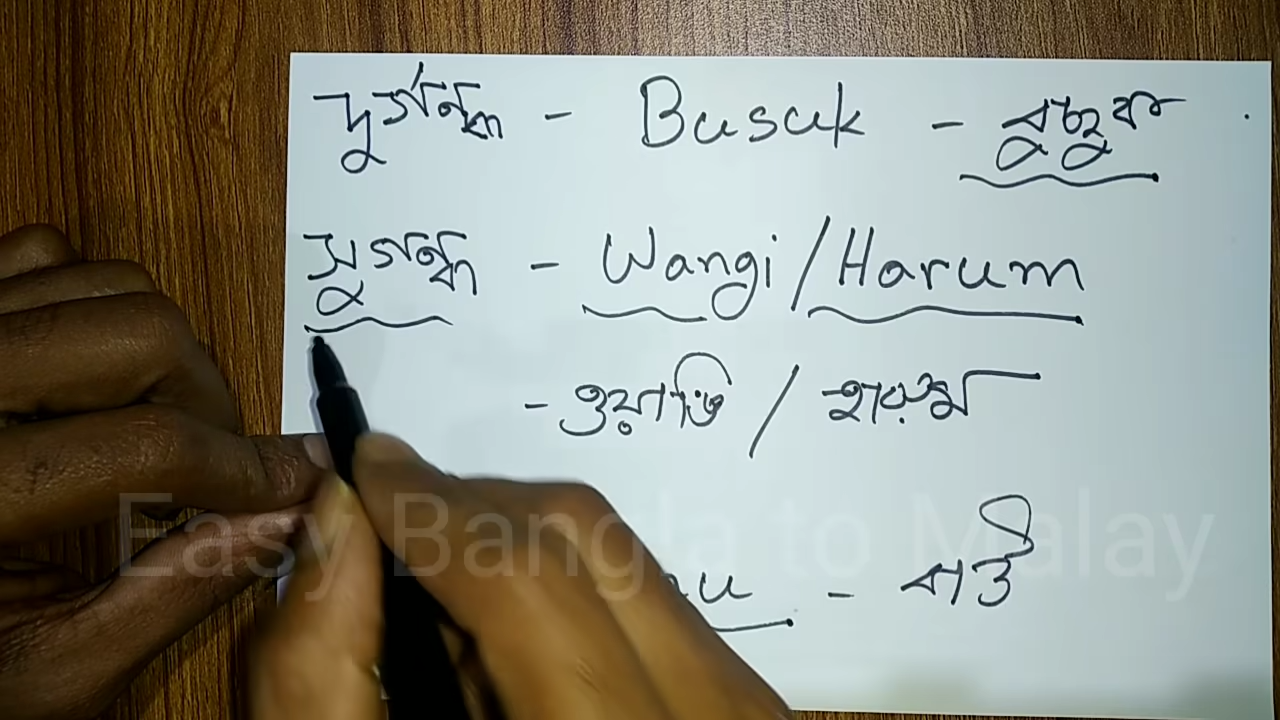 দুর্গন্ধ - Busuk - বুছুক
সুগন্ধ - Wangi / Harum
- ওয়াঙি / হারুম
- বাউ
Easy Bangla to Malay